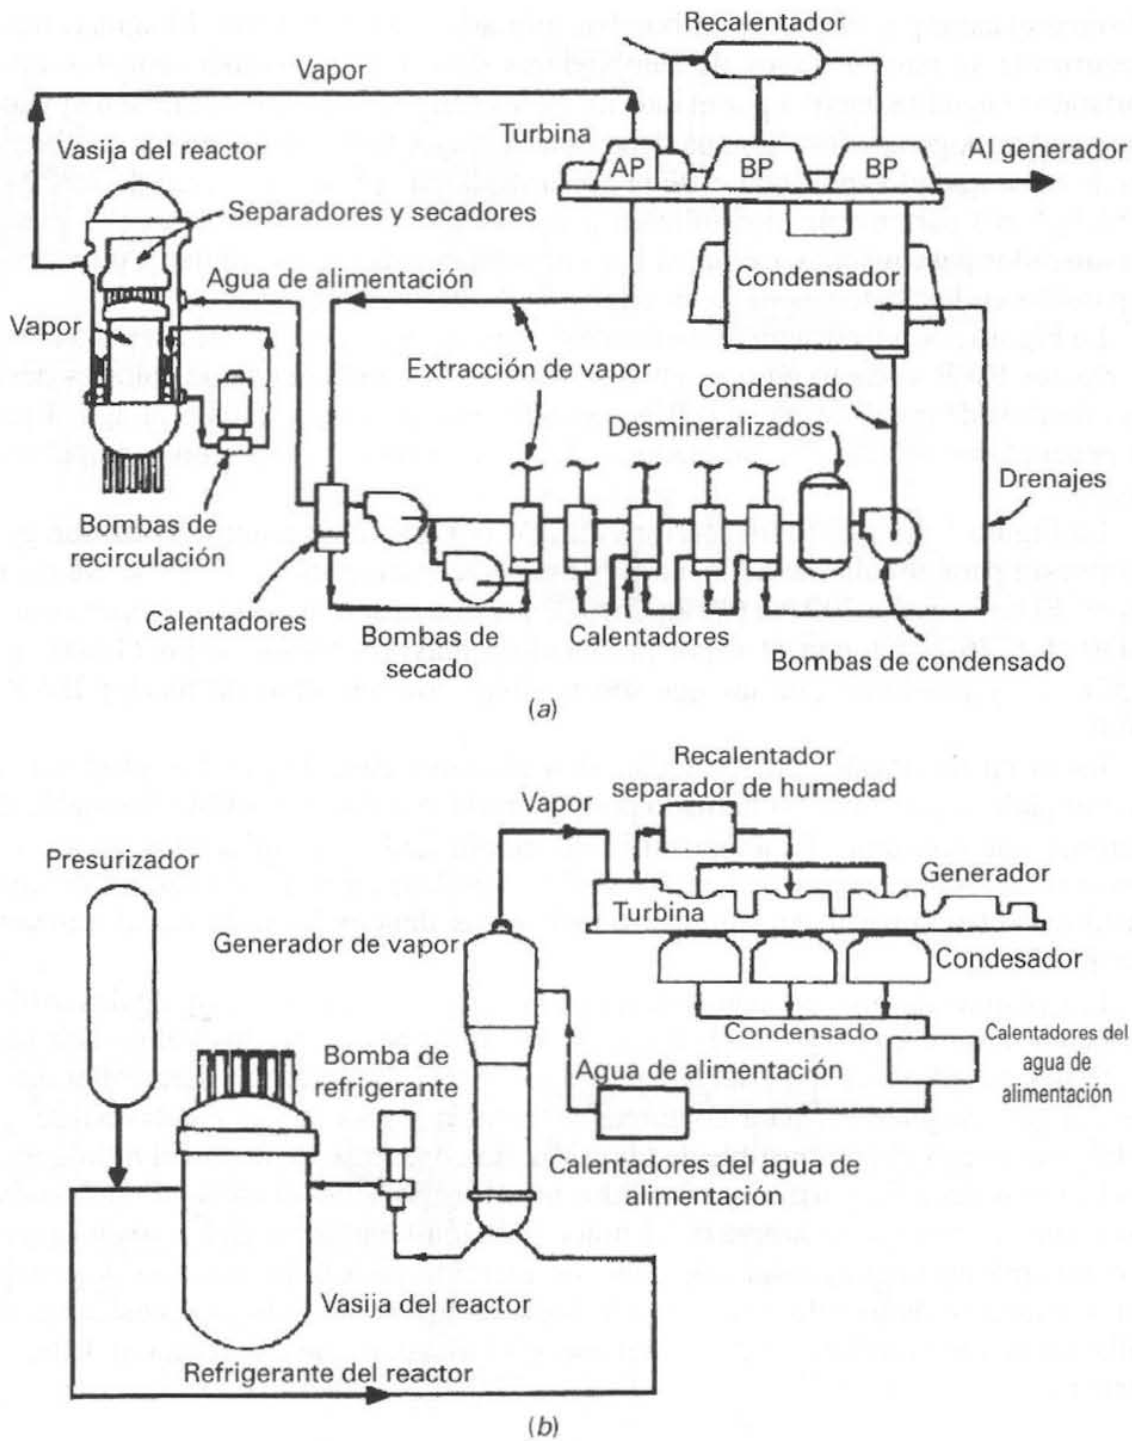 Recalentador
Vapor
Turbina
Vasija del reactor
AP
BP
BP
Al generador
Separadores y secadores
Agua de alimentación
Condensador
Vapor
Extracción de vapor
Condensado
Desmineralizados
Drenajes
Bombas de
recirculación
Calentadores
Bombas de
secado
Calentadores
Bombas de condensado
(a)
Recalentador
separador de humedad
Vapor
Presurizador
Generador
Turbina
Generador de vapor
Condesador
Condensado
Calentadores del
agua de
alimentación
Bomba de
refrigerante
Agua de alimentación
Calentadores del agua de
alimentación
Vasija del reactor
Refrigerante del reactor
(b)